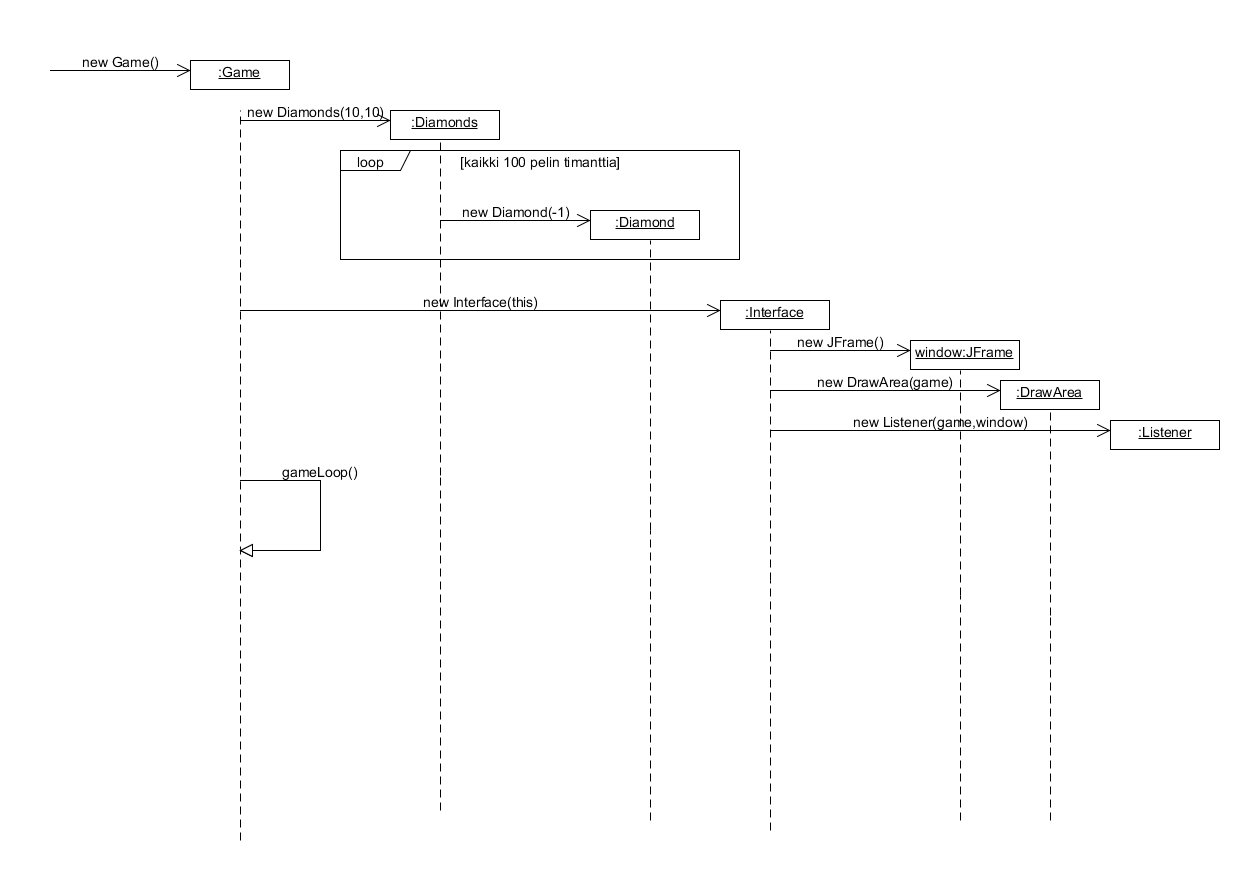 new Game()
:Game
new Diamonds(10,10)
:Diamonds
loop
[kaikki 100 pelin timanttia]
new Diamond(-1)
:Diamond
new Interface(this)
:Interface
new JFrame()
window:JFrame
new DrawArea(game)
:DrawArea
new Listener(game,window)
:Listener
gameLoop()